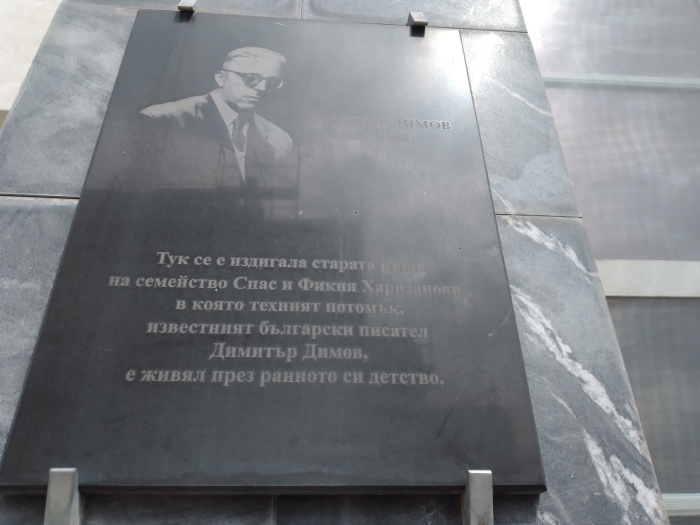 ДИМОВ
Тук се е издигала старата къща
на семейство Спас и Фикия Харизанови,
в която техният потомък,
известният български писател
Димитър Димов,
е живял през ранното си детство.